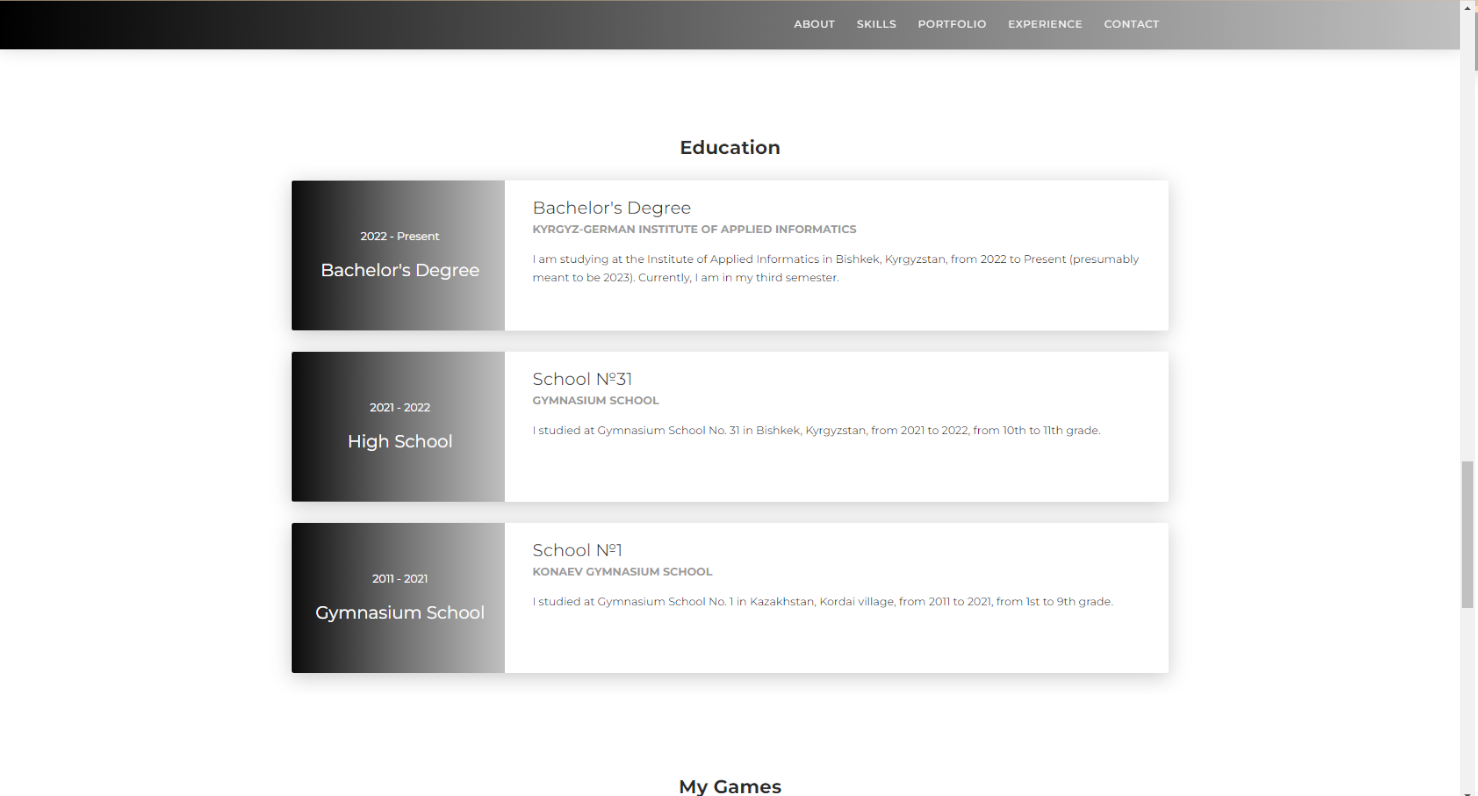 ABOUT SKILLS PORTFOLIO EXPERIENCE CONTACT
Education
2022 - Present
Bachelor's Degree
Bachelor's Degree
KYRGYZ-GERMAN INSTITUTE OF APPLIED INFORMATICS
I am studying at the Institute of Applied Informatics in Bishkek, Kyrgyzstan, from 2022 to Present (presumably
meant to be 2023). Currently, I am in my third semester.
2021 - 2022
High School
School №31
GYMNASIUM SCHOOL
I studied at Gymnasium School No. 31 in Bishkek, Kyrgyzstan, from 2021 to 2022, from 10th to 11th grade.
2011 - 2021
Gymnasium School
School №1
KONAEV GYMNASIUM SCHOOL
I studied at Gymnasium School No. 1 in Kazakhstan, Kordai village, from 2011 to 2021, from 1st to 9th grade.
My Games